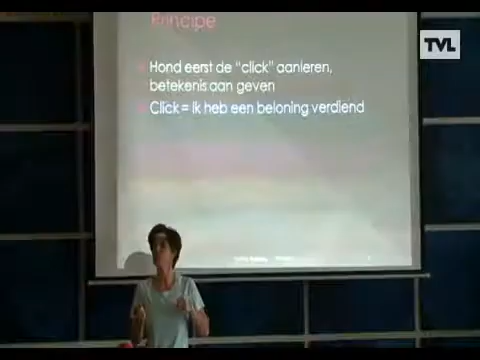 Principe
Hond eerst de "click" aanleren,
betekenis aan geven
Click = Ik heb een beloning verdiend
TVL